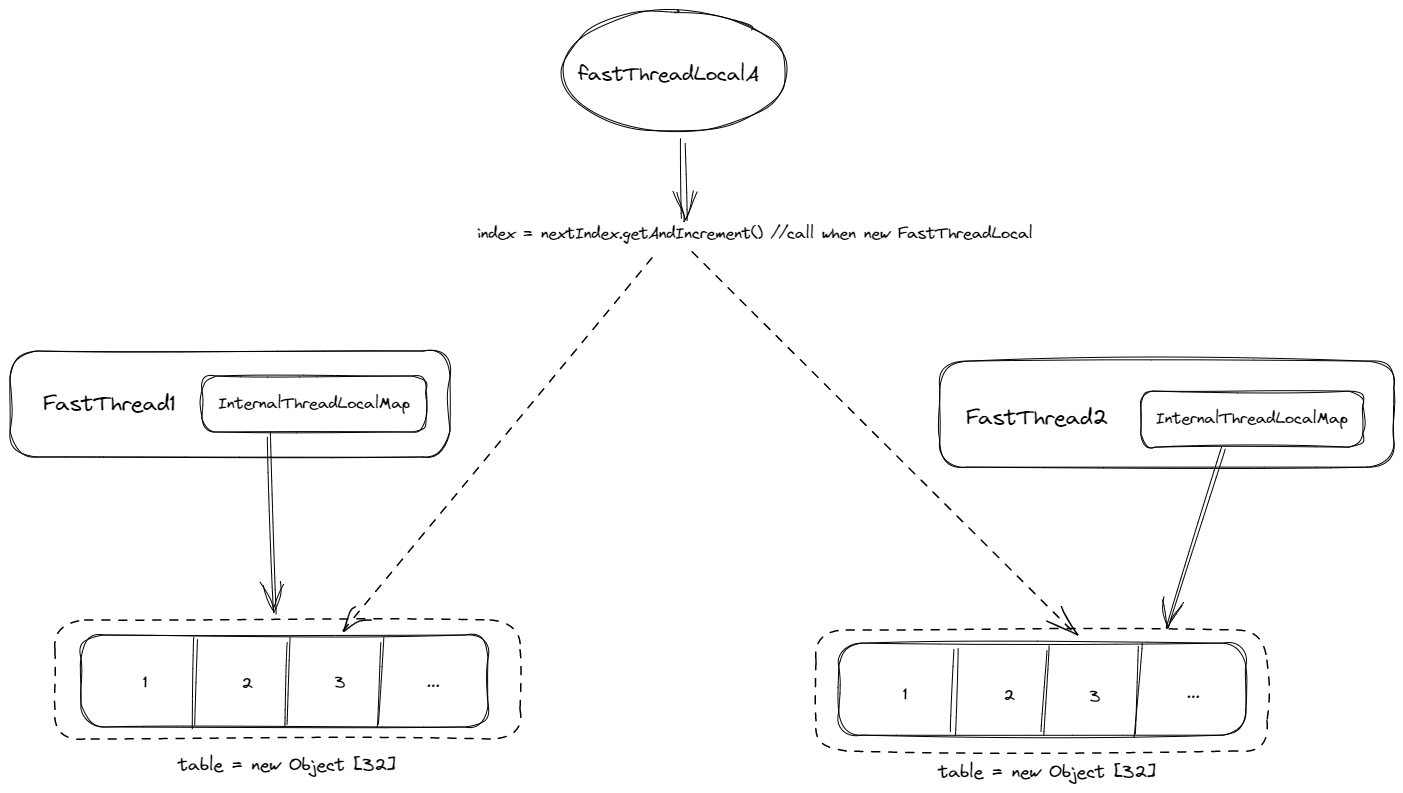 fastThreadLocalA
index = nextIndex.getAndIncrement() //call when new FastThreadLocal
FastThread1
InternalThreadLocalMap
FastThread2
InternalThreadLocalMap
1 2 3 ...
table = new Object [32]
1 2 3 ...
table = new Object [32]